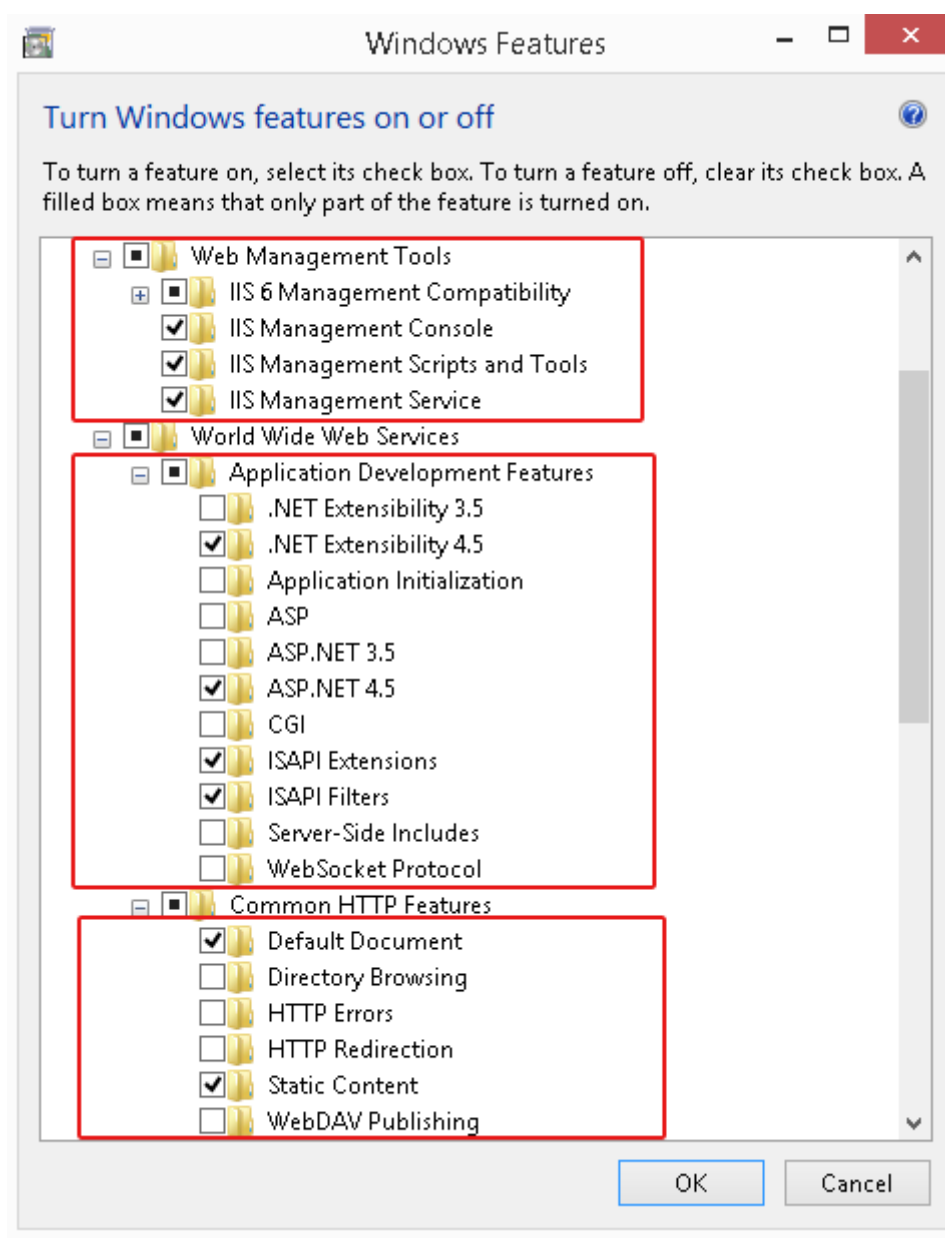 Windows Features
Turn Windows features on or off
To turn a feature on, select its check box. To turn a feature off, clear its check box. A
filled box means that only part of the feature is turned on.
Web Management Tools
IIS 6 Management Compatibility
IIS Management Console
IIS Management Scripts and Tools
IIS Management Service
World Wide Web Services
Application Development Features
.NET Extensibility 3.5
.NET Extensibility 4.5
Application Initialization
ASP
ASP.NET 3.5
ASP.NET 4.5
CGI
ISAPI Extensions
ISAPI Filters
Server-Side Includes
WebSocket Protocol
Common HTTP Features
Default Document
Directory Browsing
HTTP Errors
HTTP Redirection
Static Content
WebDAV Publishing
OK Cancel